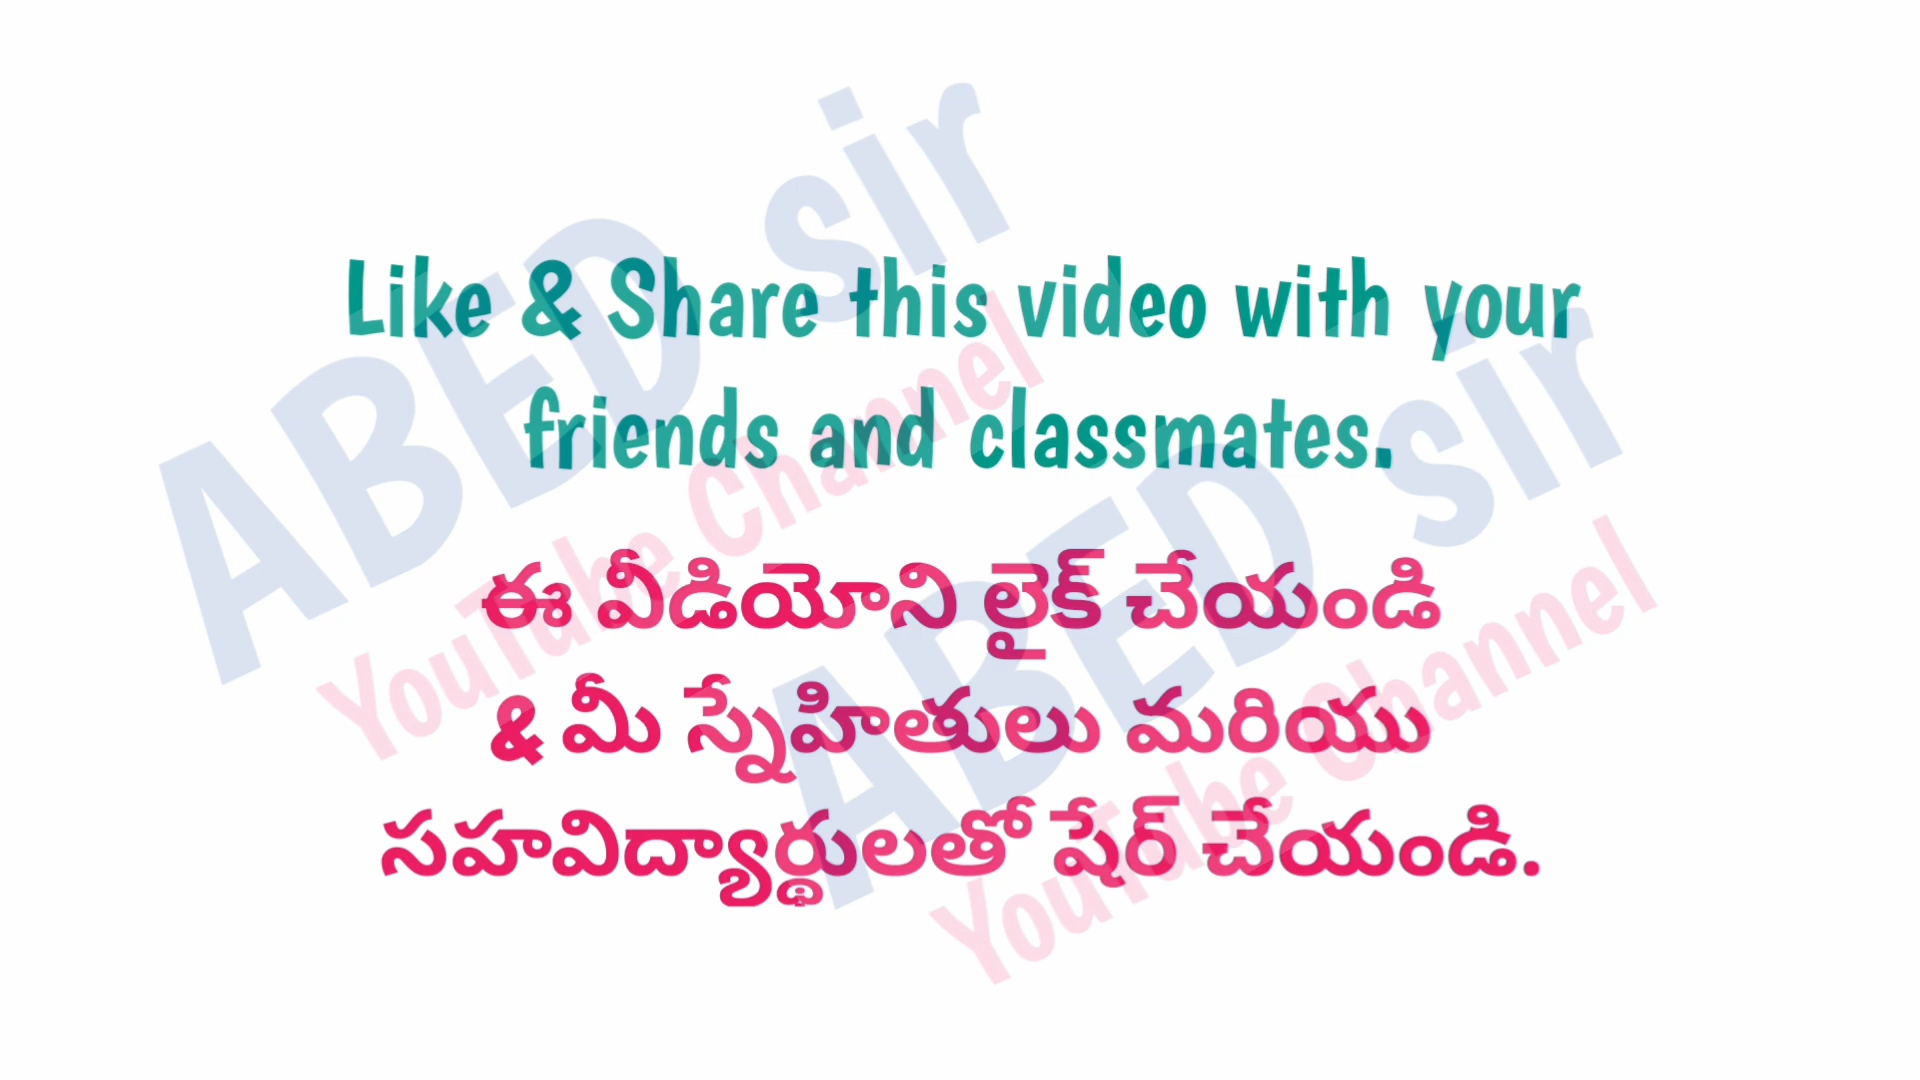 Like & Share this video with your
friends and classmates.
ఈ వీడియోని లైక్ చేయండి
& మీ స్నేహితులు మరియు
సహవిద్యార్థులతో షేర్ చేయండి.
ABED sir
YouTube Channel
ABED sir
YouTube Channel